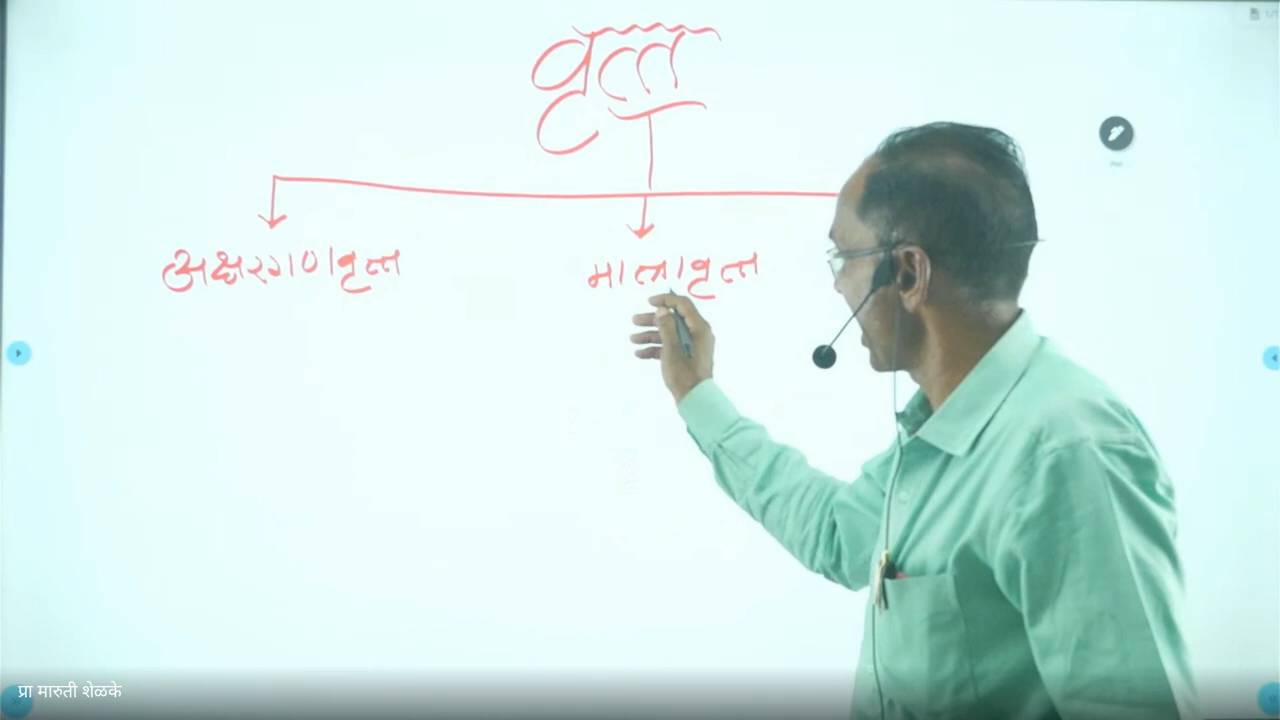 वृत्त
अक्षरगणवृत्त
मात्रावृत्त
प्रा मारुती शेळके